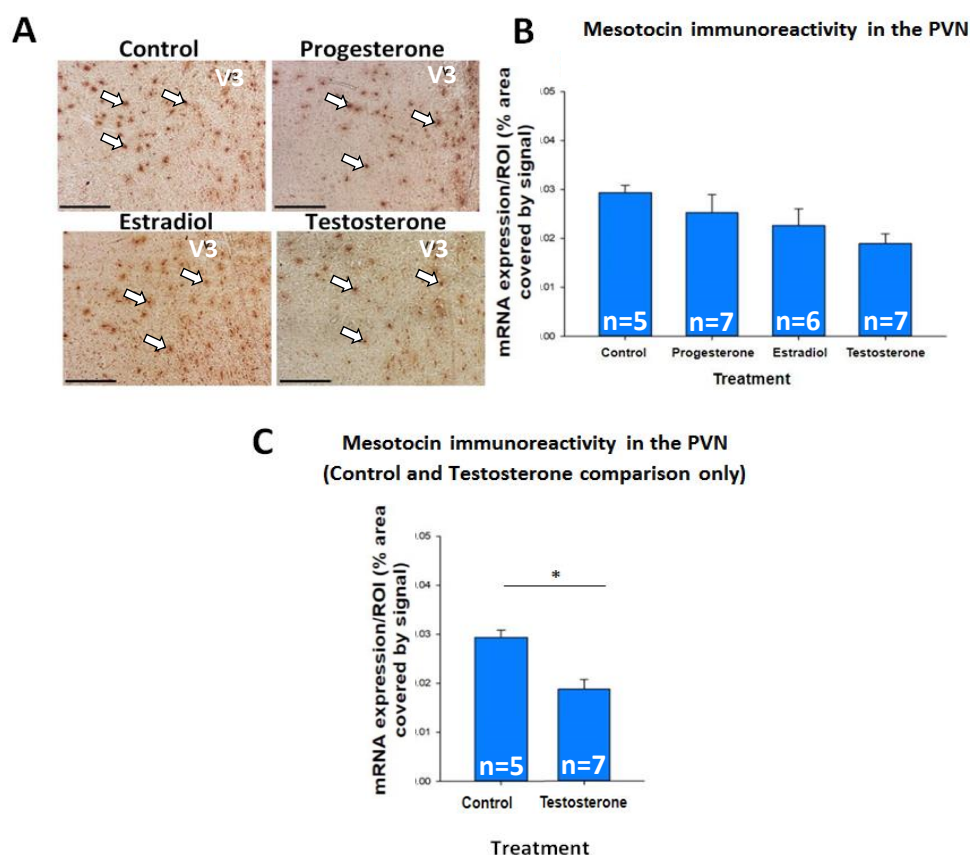 A
Control
Progesterone
V3
V3
Estradiol
Testosterone
V3
V3
B
Mesotocin immunoreactivity in the PVN
mRNA expression/ROI (% area
covered by signal)
.05
.03
.02
.01
.00
n=5
n=7
n=6
n=7
Control
Progesterone
Estradiol
Testosterone
Treatment
C
Mesotocin immunoreactivity in the PVN
(Control and Testosterone comparison only)
mRNA expression/ROI (% area
covered by signal)
.05
.04
.03
.02
.01
.00
*
n=5
n=7
Control
Testosterone
Treatment